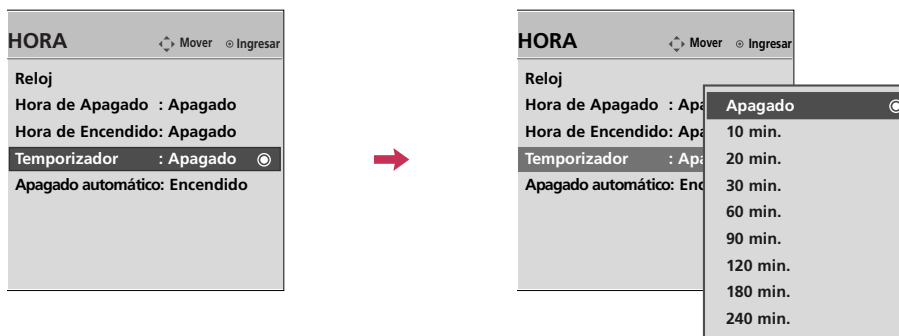 HORA Mover Ingresar
Reloj
Hora de Apagado : Apagado
Hora de Encendido: Apagado
Temporizador : Apagado
Apagado automático: Encendido
HORA Mover Ingresar
Reloj
Hora de Apagado : Apa
Hora de Encendido: Apa
Temporizador : Apa
Apagado automático: Enc
Apagado
10 min.
20 min.
30 min.
60 min.
90 min.
120 min.
180 min.
240 min.